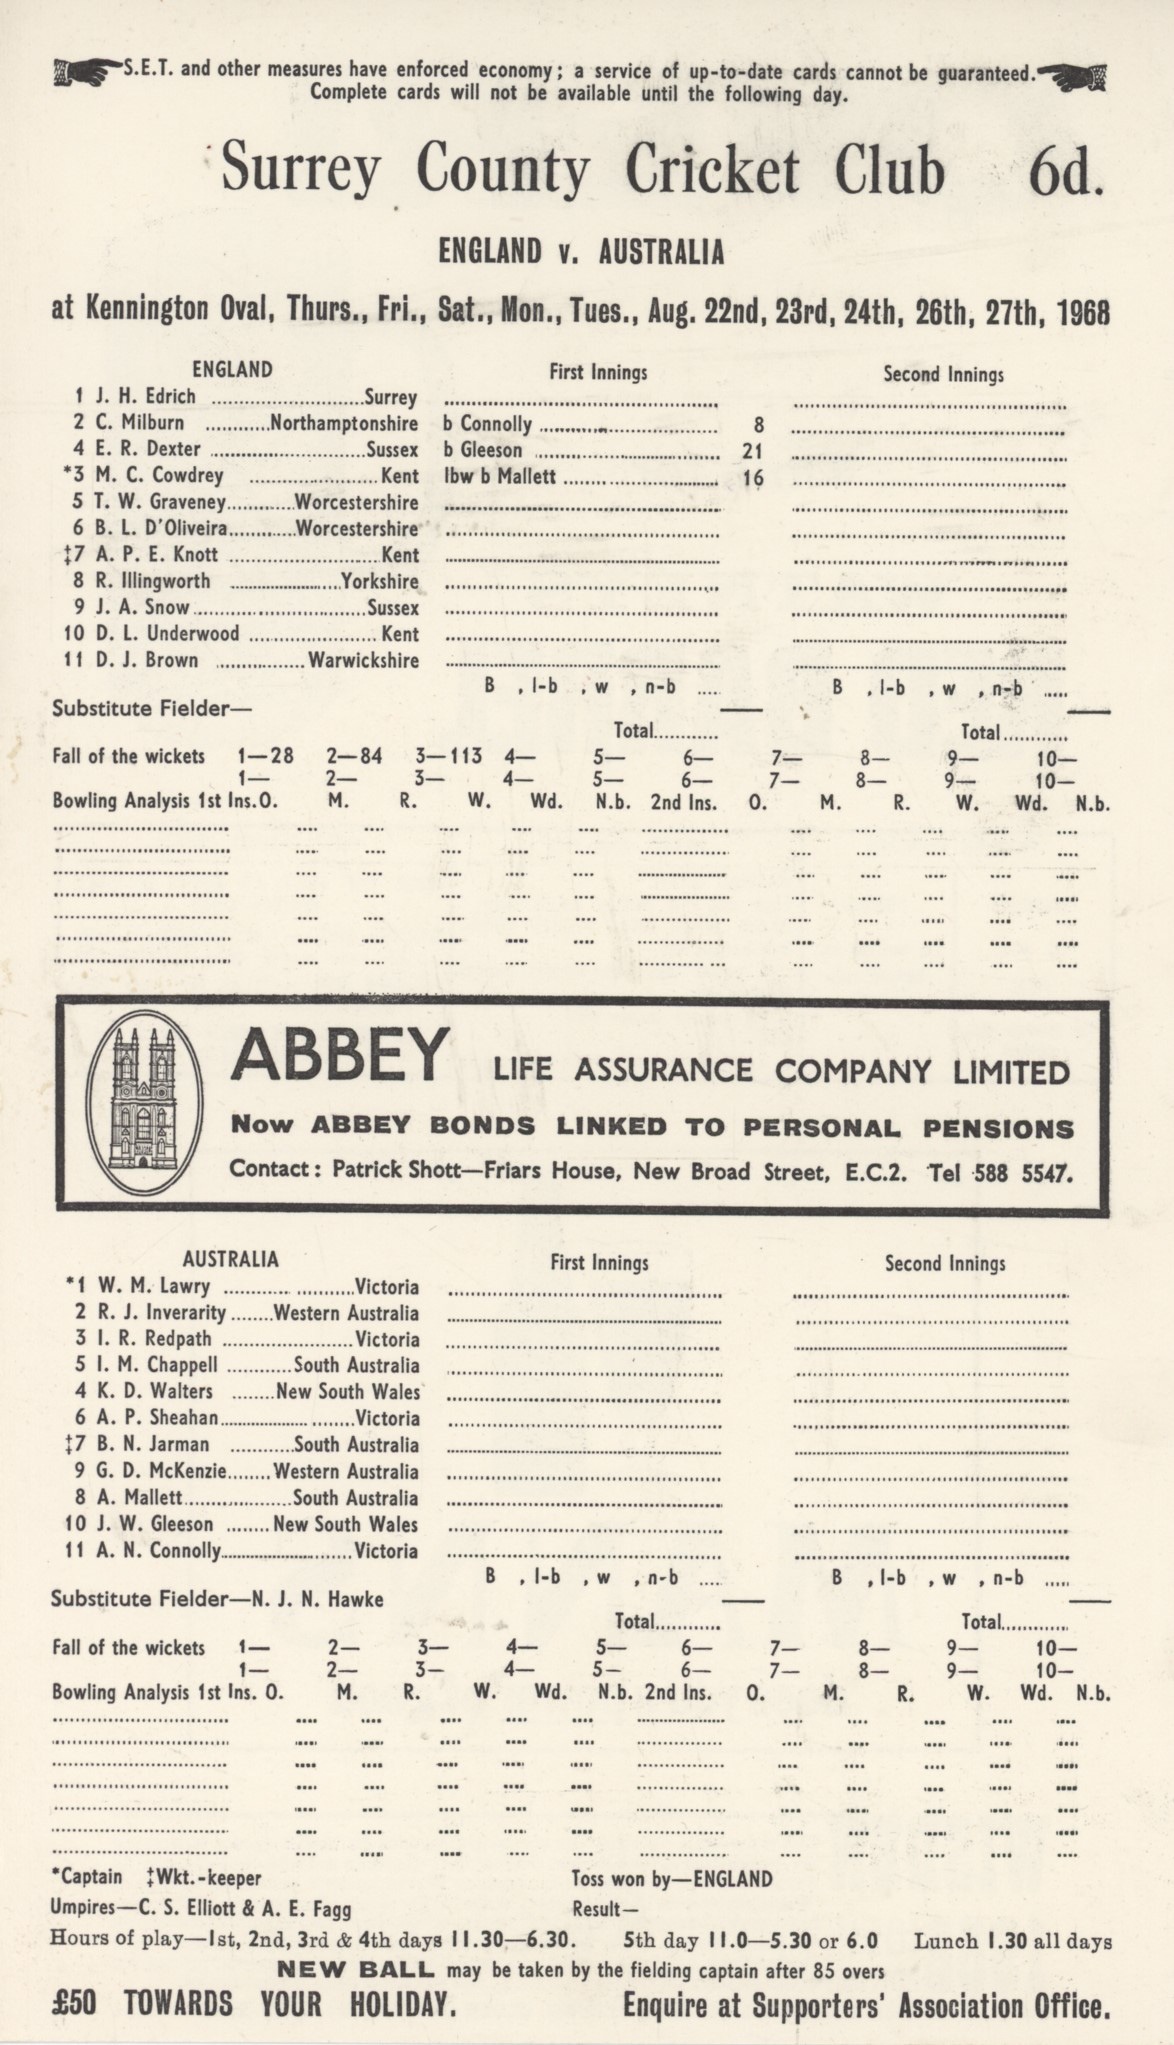 S.E.T. and other measures have enforced economy; a service of up-to-date cards cannot be guaranteed.
Complete cards will not be available until the following day.
Surrey County Cricket Club 6d.
ENGLAND v. AUSTRALIA
at Kennington Oval, Thurs., Fri., Sat., Mon., Tues., Aug. 22nd, 23rd, 24th, 26th, 27th, 1968
ENGLAND First Innings Second Innings
1 J. H. Edrich ........ Surrey
2 C. Milburn ........ Northamptonshire b Connolly ........ 8
4 E. R. Dexter ........ Sussex b Gleeson ........ 21
*3 M. C. Cowdrey ........ Kent lbw b Mallett ........ 16
5 T. W. Graveney ........ Worcestershire
6 B. L. D'Oliveira ........ Worcestershire
‡7 A. P. E. Knott ........ Kent
8 R. Illingworth ........ Yorkshire
9 J. A. Snow ........ Sussex
10 D. L. Underwood ........ Kent
11 D. J. Brown ........ Warwickshire
B , l-b , w , n-b ..... B , l-b , w , n-b .....
Substitute Fielder—
Total............ Total............
Fall of the wickets 1—28 2—84 3—113 4— 5— 6— 7— 8— 9— 10—
1— 2— 3— 4— 5— 6— 7— 8— 9— 10—
Bowling Analysis 1st Ins. O. M. R. W. Wd. N.b. 2nd Ins. O. M. R. W. Wd. N.b.
ABBEY LIFE ASSURANCE COMPANY LIMITED
Now ABBEY BONDS LINKED TO PERSONAL PENSIONS
Contact: Patrick Shott—Friars House, New Broad Street, E.C.2. Tel 588 5547.
AUSTRALIA First Innings Second Innings
*1 W. M. Lawry ........ Victoria
2 R. J. Inverarity ........ Western Australia
3 I. R. Redpath ........ Victoria
5 I. M. Chappell ........ South Australia
4 K. D. Walters ........ New South Wales
6 A. P. Sheahan ........ Victoria
‡7 B. N. Jarman ........ South Australia
9 G. D. McKenzie ........ Western Australia
8 A. Mallett ........ South Australia
10 J. W. Gleeson ........ New South Wales
11 A. N. Connolly ........ Victoria
B , l-b , w , n-b ..... B , l-b , w , n-b .....
Substitute Fielder—N. J. N. Hawke
Total............ Total............
Fall of the wickets 1— 2— 3— 4— 5— 6— 7— 8— 9— 10—
1— 2— 3— 4— 5— 6— 7— 8— 9— 10—
Bowling Analysis 1st Ins. O. M. R. W. Wd. N.b. 2nd Ins. O. M. R. W. Wd. N.b.
*Captain ‡Wkt.-keeper Toss won by—ENGLAND
Umpires—C. S. Elliott & A. E. Fagg Result—
Hours of play—1st, 2nd, 3rd & 4th days 11.30—6.30. 5th day 11.0—5.30 or 6.0 Lunch 1.30 all days
NEW BALL may be taken by the fielding captain after 85 overs
£50 TOWARDS YOUR HOLIDAY. Enquire at Supporters' Association Office.